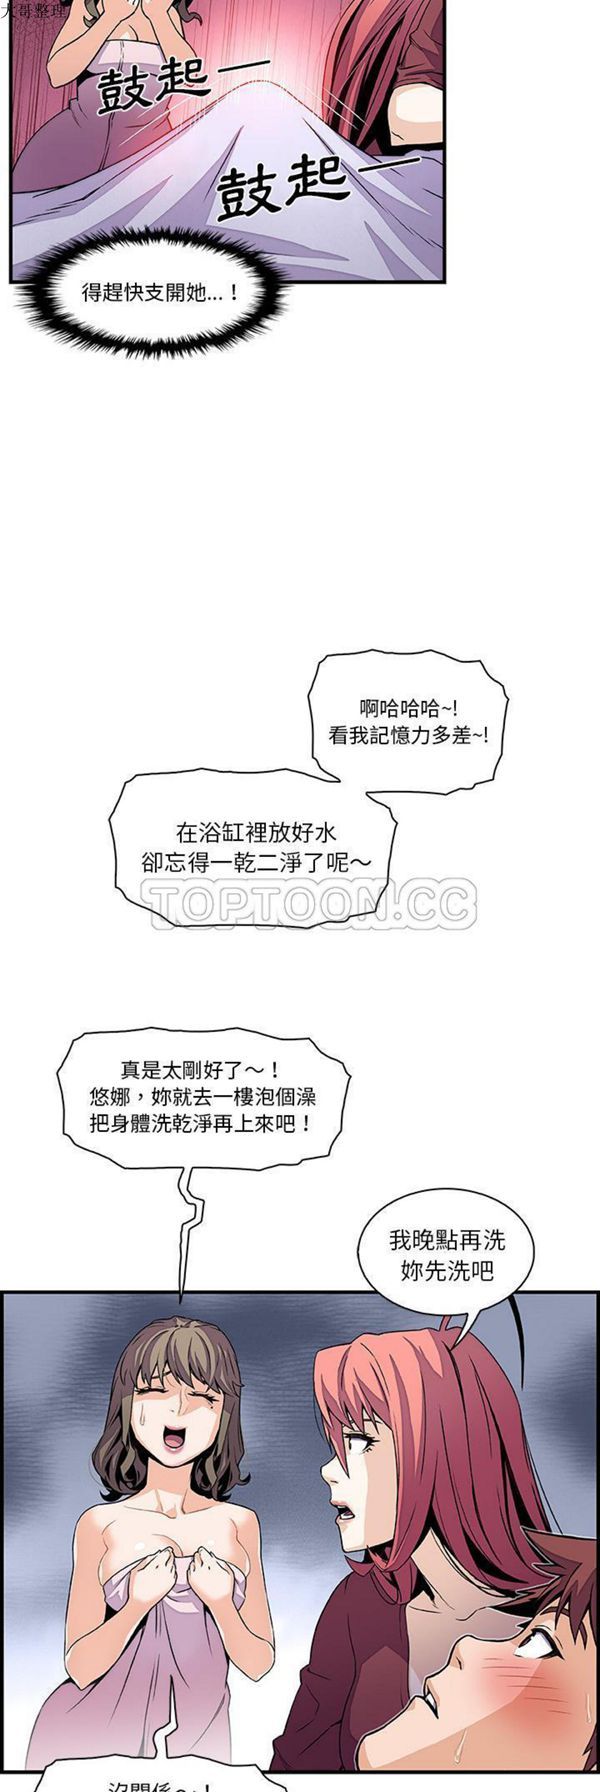 大哥整理
鼓起一
鼓起一
得趕快支開她...！
啊哈哈哈~!
看我記憶力多差~!
在浴缸裡放好水
卻忘得一乾二淨了呢～
TOPTOON.CC
真是太剛好了～！
悠娜，妳就去一樓泡個澡
把身體洗乾淨再上來吧！
我晚點再洗
妳先洗吧
沒關係～！